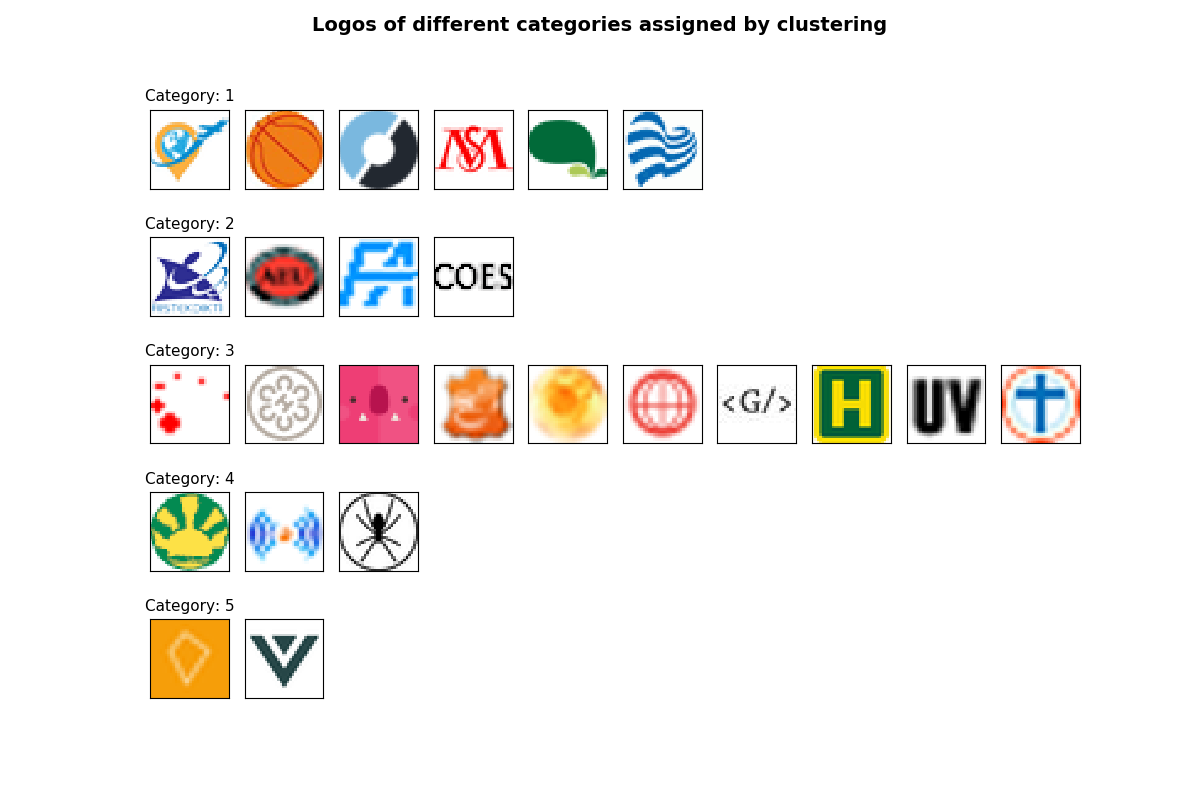 Logos of different categories assigned by clustering
Category: 1
Category: 2
AEU
FA
COES
Category: 3
<G/>
H
UV
Category: 4
Category: 5